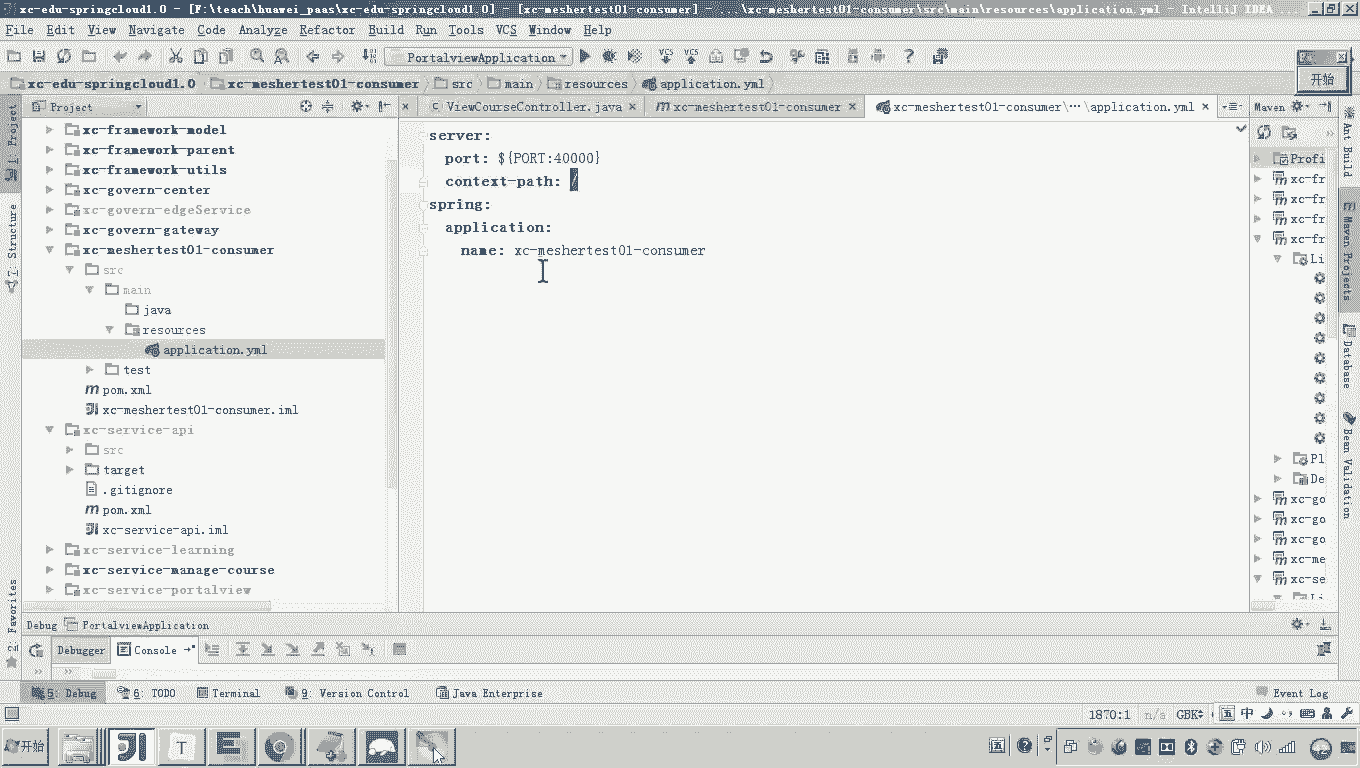 xc-edu-springcloud1.0 - [F:\teach\huawei_paas\xc-edu-springcloud1.0] - [xc-meshertest01-consumer] - ...\xc-meshertest01-consumer\src\main\resources\application.yml - IntelliJ IDEA
File Edit View Navigate Code Analyze Refactor Build Run Tools VCS Window Help
PortalviewApplication
VCS VCS
开始
xc-edu-springcloud1.0 xc-meshertest01-consumer src main resources application.yml
Project
ViewCourseController.java xc-meshertest01-consumer xc-meshertest01-consumer\...\application.yml
Maven
1: Project
7: Structure
2: Favorites
xc-framework-model
xc-framework-parent
xc-framework-utils
xc-govern-center
xc-govern-edgeService
xc-govern-gateway
xc-meshertest01-consumer
src
main
java
resources
application.yml
test
pom.xml
xc-meshertest01-consumer.iml
xc-service-api
src
target
.gitignore
pom.xml
xc-service-api.iml
xc-service-learning
xc-service-manage-course
xc-service-portalview
server:
port: ${PORT:40000}
context-path: /
spring:
application:
name: xc-meshertest01-consumer
Profi
xc-fr
xc-fr
xc-fr
xc-fr
Li
Pl
De
xc-go
xc-go
xc-go
xc-me
xc-se
Li
Ant Build
Maven Projects
Database
Bean Validation
Debug PortalviewApplication
Debugger Console
5: Debug 6: TODO Terminal 9: Version Control Java Enterprise Event Log
1870:1 n/a GBK 五 中
开始 T 五